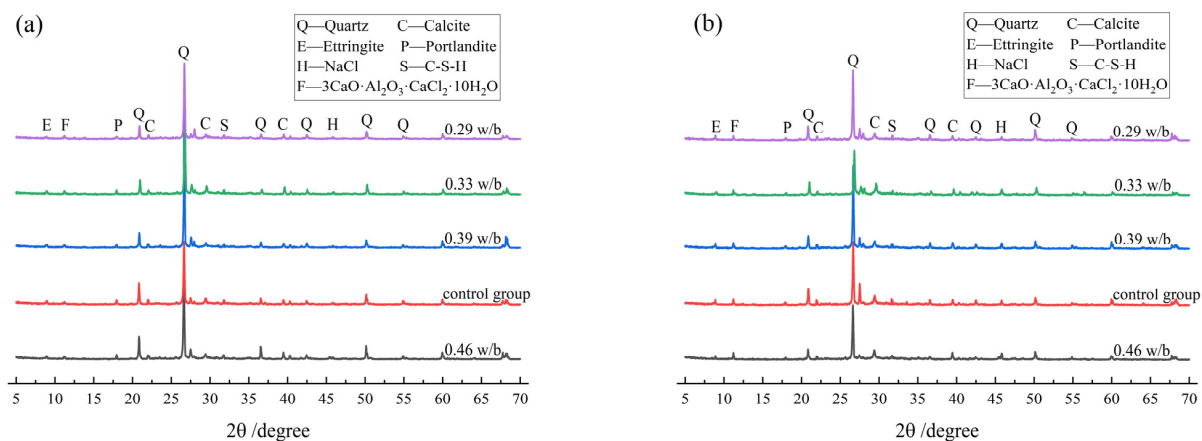 (a)
Q—Quartz C—Calcite
E—Ettringite P—Portlandite
H—NaCl S—C-S-H
F—3CaO·Al₂O₃·CaCl₂·10H₂O
Q
E F P Q C C S Q C Q H Q Q
0.29 w/b
0.33 w/b
0.39 w/b
control group
0.46 w/b
5 10 15 20 25 30 35 40 45 50 55 60 65 70
2θ /degree
(b)
Q—Quartz C—Calcite
E—Ettringite P—Portlandite
H—NaCl S—C-S-H
F—3CaO·Al₂O₃·CaCl₂·10H₂O
Q
E F P Q C C S Q C Q H Q Q
0.29 w/b
0.33 w/b
0.39 w/b
control group
0.46 w/b
5 10 15 20 25 30 35 40 45 50 55 60 65 70
2θ /degree